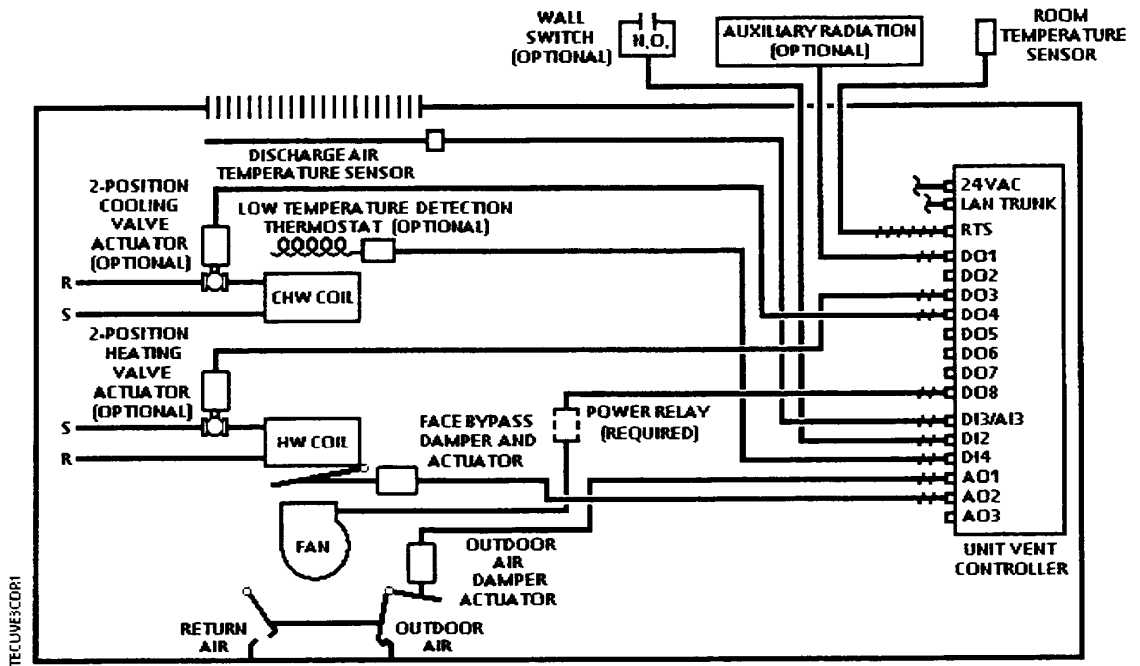 WALL
SWITCH
(OPTIONAL)
N.O.
AUXILIARY RADIATION
(OPTIONAL)
ROOM
TEMPERATURE
SENSOR
DISCHARGE AIR
TEMPERATURE SENSOR
2-POSITION
COOLING
VALVE
ACTUATOR
(OPTIONAL)
LOW TEMPERATURE DETECTION
THERMOSTAT (OPTIONAL)
R
S
CHW COIL
2-POSITION
HEATING
VALVE
ACTUATOR
(OPTIONAL)
S
R
HW COIL
FACE BYPASS
DAMPER AND
ACTUATOR
POWER RELAY
(REQUIRED)
FAN
OUTDOOR
AIR
DAMPER
ACTUATOR
RETURN
AIR
OUTDOOR
AIR
24VAC
LAN TRUNK
RTS
DO1
DO2
DO3
DO4
DO5
DO6
DO7
DO8
DI3/AI3
DI2
DI4
AO1
AO2
AO3
UNIT VENT
CONTROLLER
TECUVE3CDR1